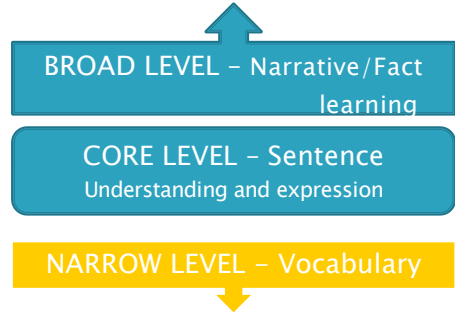 BROAD LEVEL – Narrative/Fact
learning
CORE LEVEL – Sentence
Understanding and expression
NARROW LEVEL – Vocabulary